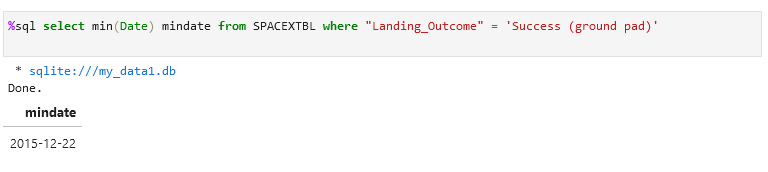 %sql select min(Date) mindate from SPACEXTBL where "Landing_Outcome" = 'Success (ground pad)'
* sqlite:///my_data1.db
Done.
mindate
2015-12-22